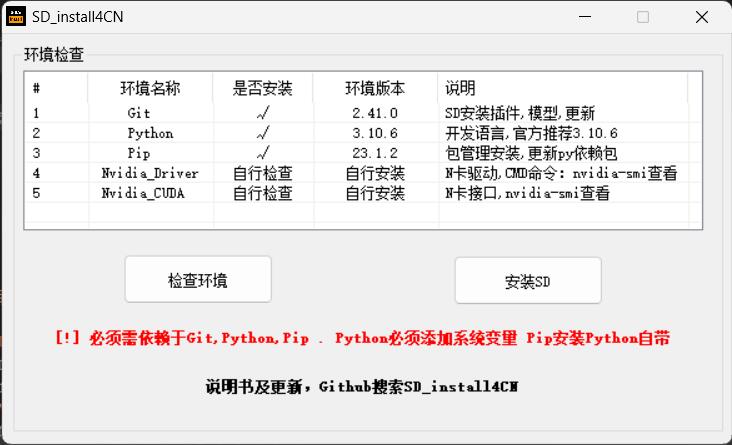 SD_install4CN
环境检查
# 环境名称 是否安装 环境版本 说明
1 Git √ 2.41.0 SD安装插件,模型,更新
2 Python √ 3.10.6 开发语言,官方推荐3.10.6
3 Pip √ 23.1.2 包管理安装,更新py依赖包
4 Nvidia_Driver 自行检查 自行安装 N卡驱动,CMD命令: nvidia-smi查看
5 Nvidia_CUDA 自行检查 自行安装 N卡接口,nvidia-smi查看
检查环境 安装SD
[!] 必须需依赖于Git,Python,Pip . Python必须添加系统变量 Pip安装Python自带
说明书及更新，Github搜索SD_install4CN